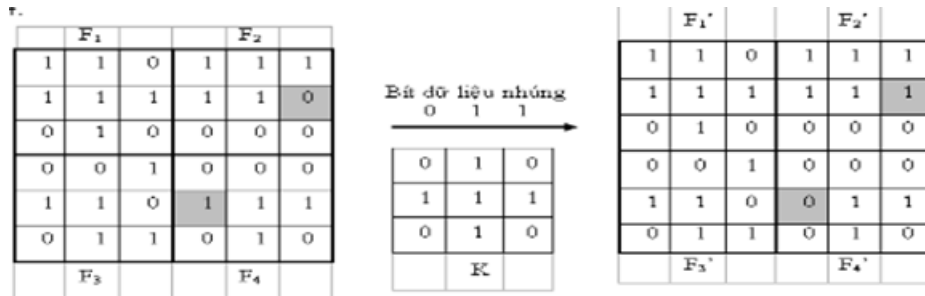 F₁ F₂
1 1 0 1 1 1
1 1 1 1 1 0
0 1 0 0 0 0
0 0 1 0 0 0
1 1 0 1 1 1
0 1 1 0 1 0
F₃ F₄
Bít dữ liệu nhúng
0 1 1
0 1 0
1 1 1
0 1 0
K
F₁' F₂'
1 1 0 1 1 1
1 1 1 1 1 1
0 1 0 0 0 0
0 0 1 0 0 0
1 1 0 0 1 1
0 1 1 0 1 0
F₃' F₄'